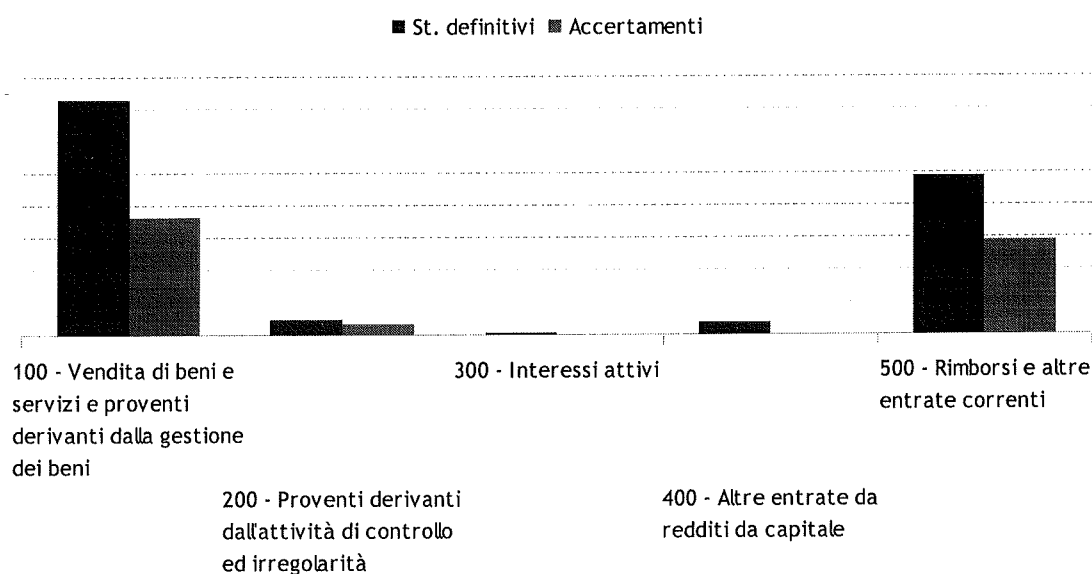 St. definitivi Accertamenti
100 - Vendita di beni e
servizi e proventi
derivanti dalla gestione
dei beni
200 - Proventi derivanti
dall'attività di controllo
ed irregolarità
300 - Interessi attivi
400 - Altre entrate da
redditi da capitale
500 - Rimborsi e altre
entrate correnti